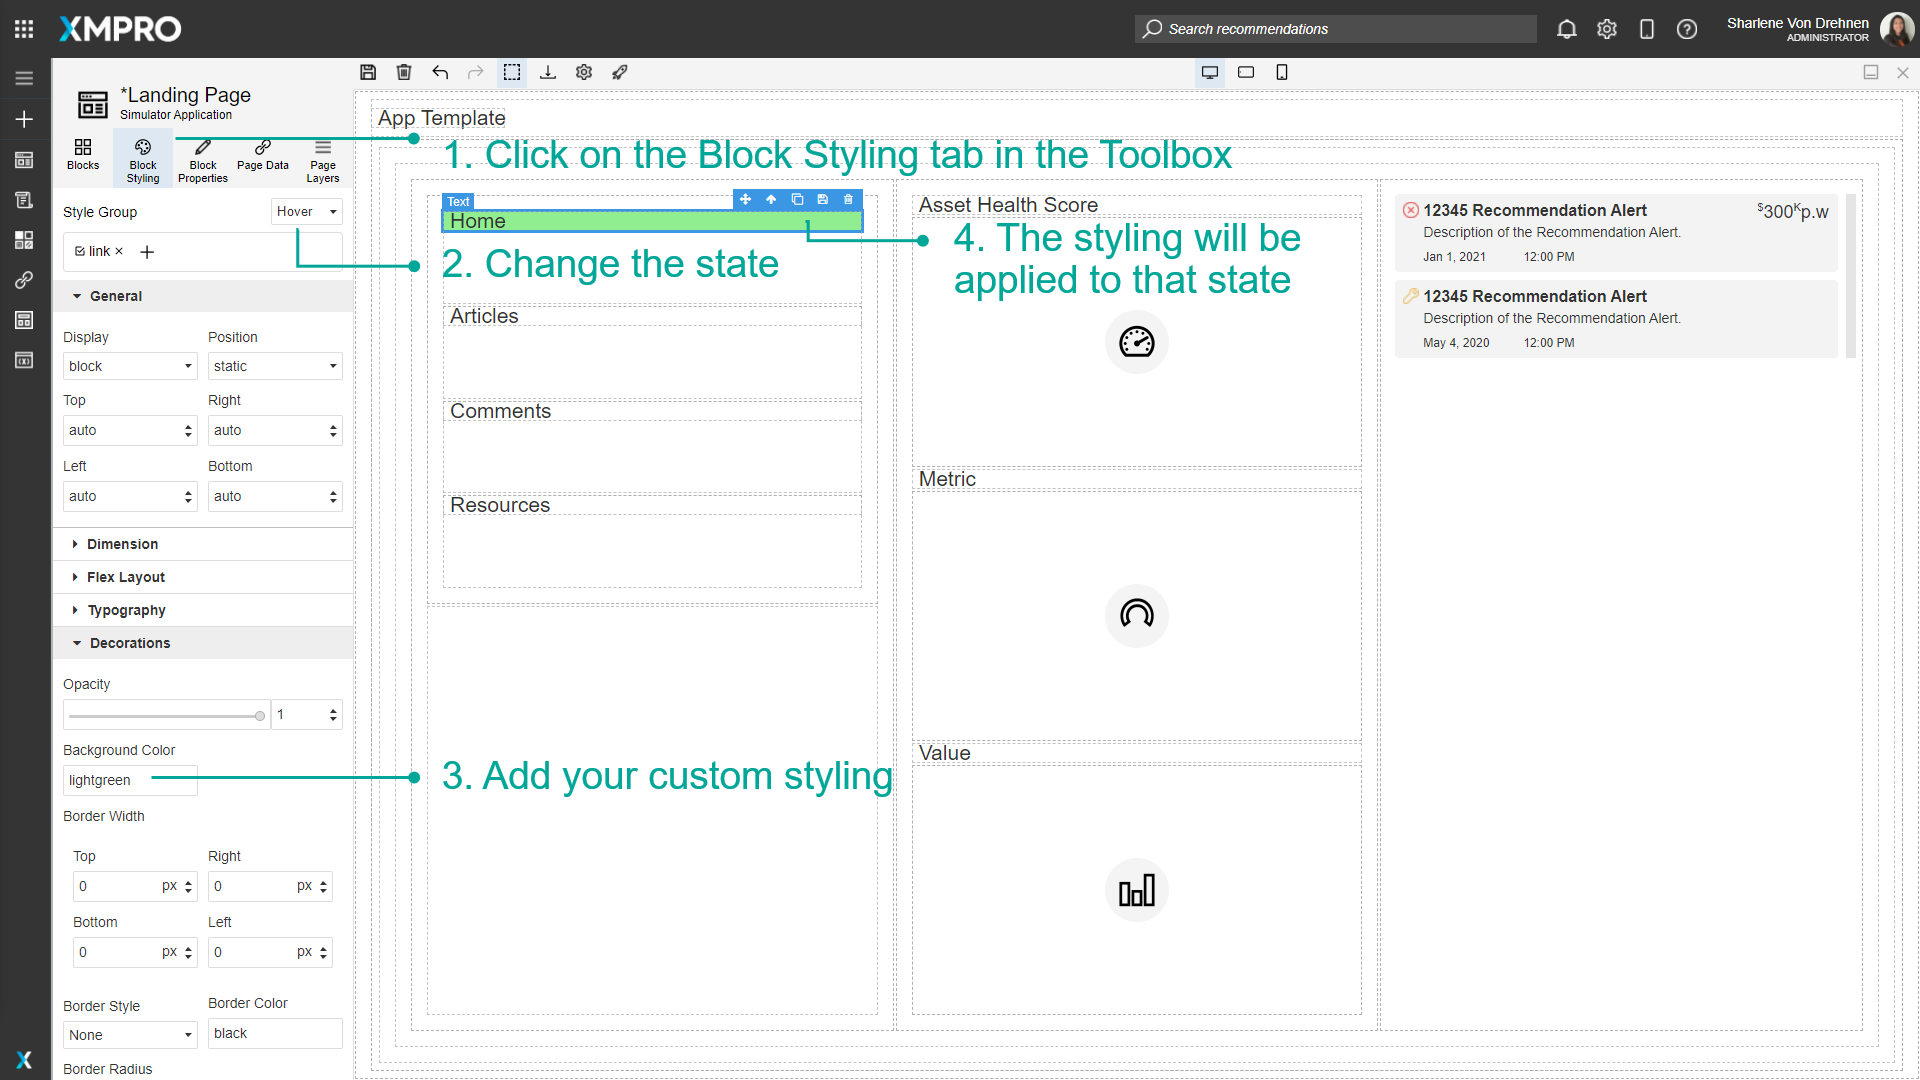 XMPRO
Search recommendations
Sharlene Von Drehnen
ADMINISTRATOR
*Landing Page
Simulator Application
Blocks
Block Styling
Block Properties
Page Data
Page Layers
Style Group
Hover
link ×
General
Display
Position
block
static
Top
Right
auto
auto
Left
Bottom
auto
auto
Dimension
Flex Layout
Typography
Decorations
Opacity
1
Background Color
lightgreen
Border Width
Top
Right
0 px
0 px
Bottom
Left
0 px
0 px
Border Style
Border Color
None
black
Border Radius
App Template
1. Click on the Block Styling tab in the Toolbox
Text
Home
2. Change the state
Articles
Comments
Resources
3. Add your custom styling
Asset Health Score
4. The styling will be
applied to that state
Metric
Value
12345 Recommendation Alert
$300Kp.w
Description of the Recommendation Alert.
Jan 1, 2021 12:00 PM
12345 Recommendation Alert
Description of the Recommendation Alert.
May 4, 2020 12:00 PM